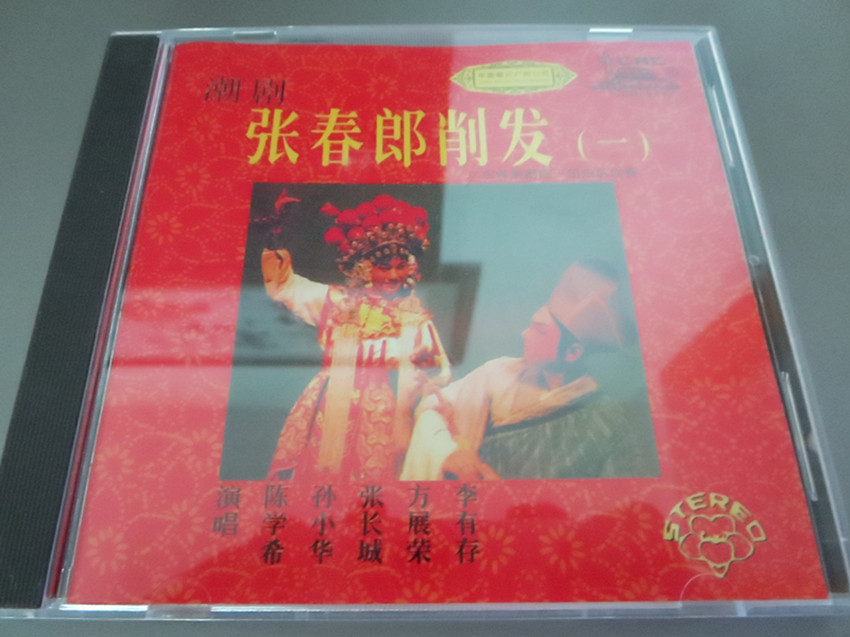 潮剧
张春郎削发(一)
演唱
陈学希
孙小华
张长城
方展荣
李有存
STEREO